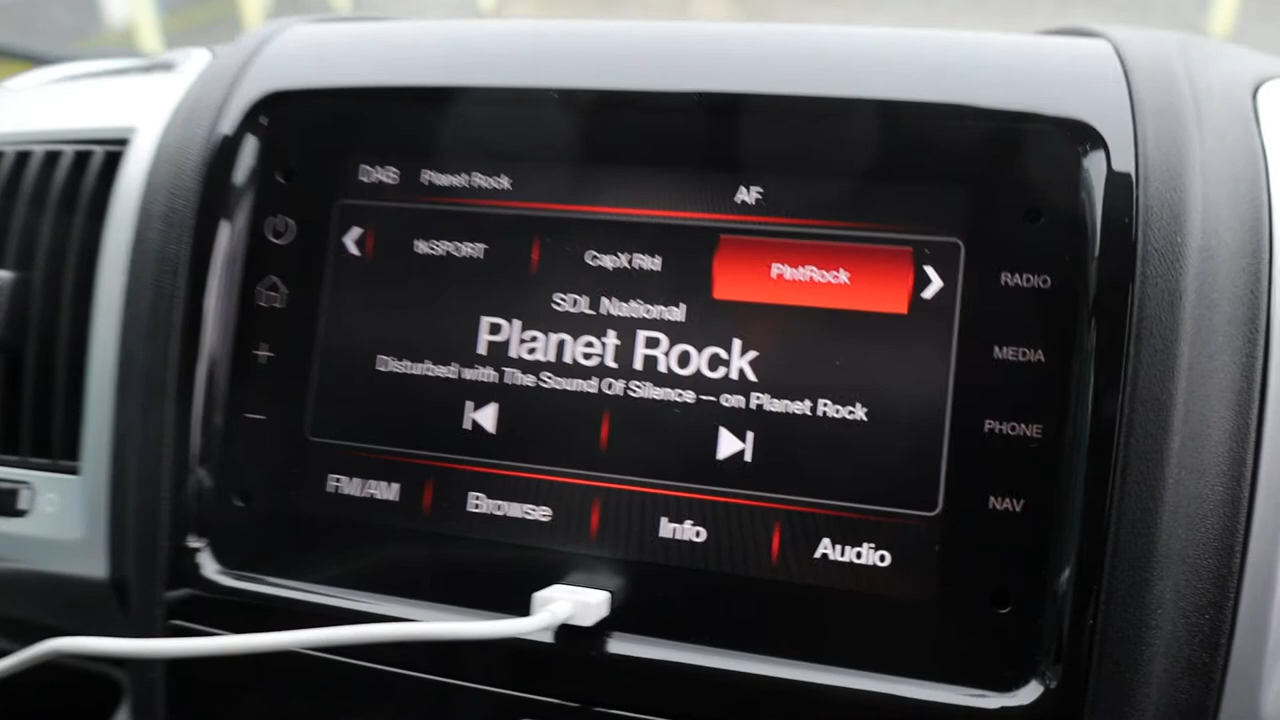 DAB Planet Rock AF
tkSPORT CapX Rld PlntRock
SDL National
Planet Rock
Disturbed with The Sound Of Silence – on Planet Rock
FM/AM Browse Info Audio
RADIO
MEDIA
PHONE
NAV